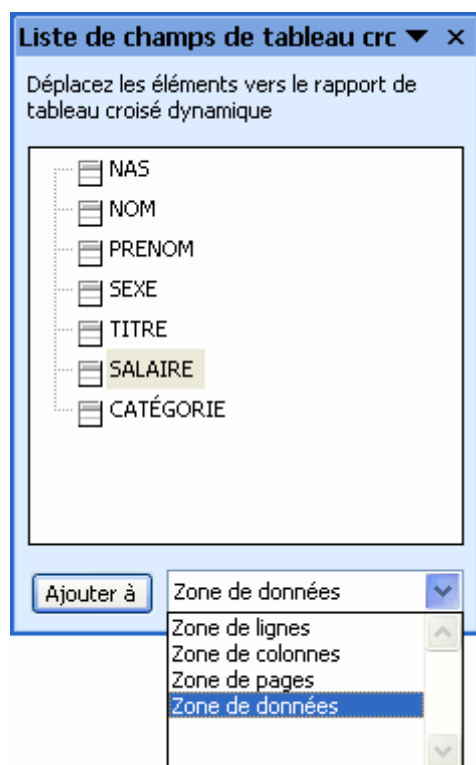 Liste de champs de tableau crc
Déplacez les éléments vers le rapport de
tableau croisé dynamique
NAS
NOM
PRENOM
SEXE
TITRE
SALAIRE
CATÉGORIE
Ajouter à
Zone de données
Zone de lignes
Zone de colonnes
Zone de pages
Zone de données